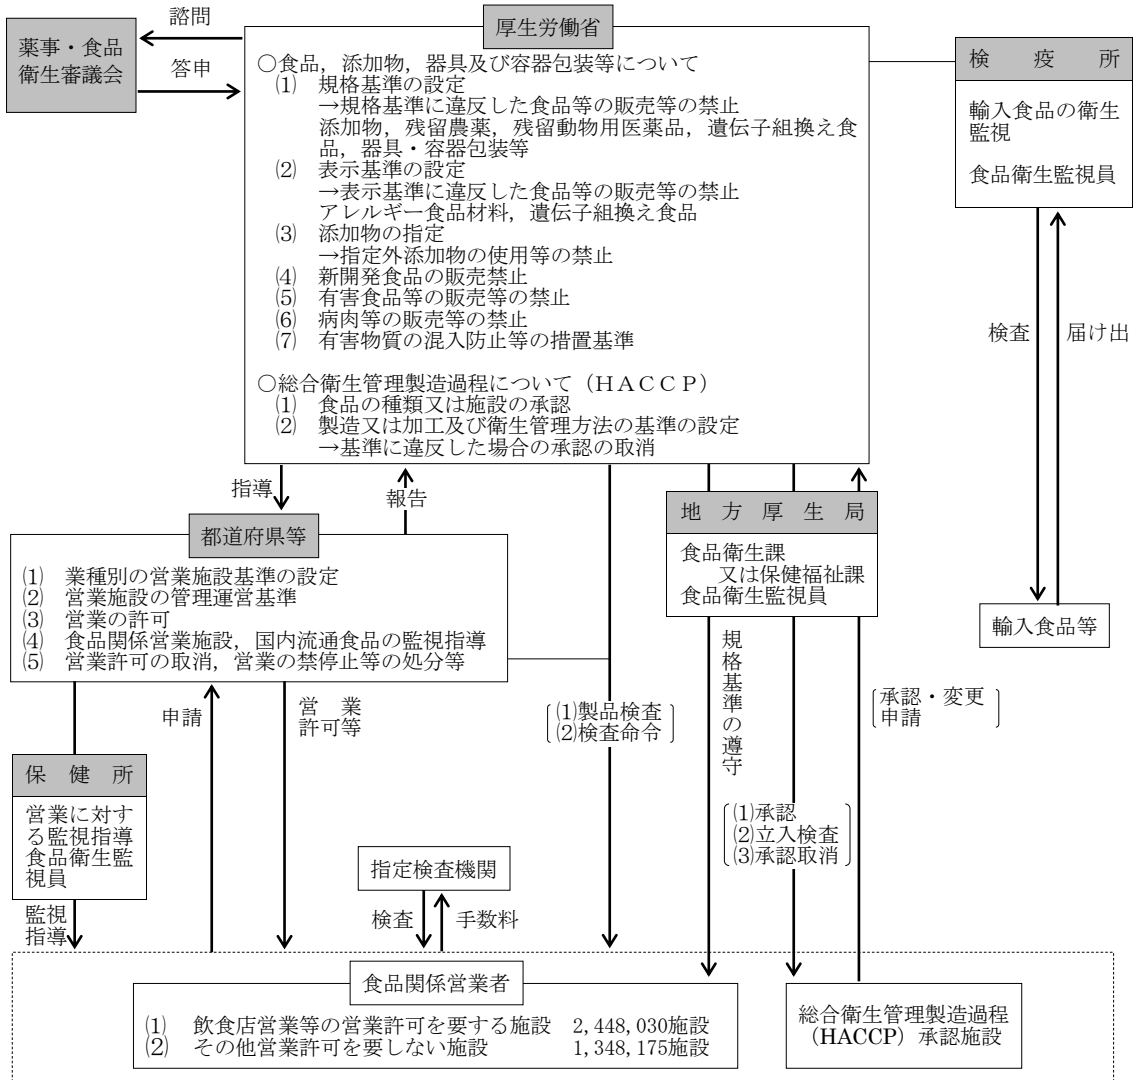 諮問
厚生労働省
薬事・食品
衛生審議会
答申
○食品，添加物，器具及び容器包装等について
⑴　規格基準の設定
→規格基準に違反した食品等の販売等の禁止
添加物，残留農薬，残留動物用医薬品，遺伝子組換え食
品，器具・容器包装等
⑵　表示基準の設定
→表示基準に違反した食品等の販売等の禁止
アレルギー食品材料，遺伝子組換え食品
⑶　添加物の指定
→指定外添加物の使用等の禁止
⑷　新開発食品の販売禁止
⑸　有害食品等の販売等の禁止
⑹　病肉等の販売等の禁止
⑺　有害物質の混入防止等の措置基準
○総合衛生管理製造過程について（ＨＡＣＣＰ）
⑴　食品の種類又は施設の承認
⑵　製造又は加工及び衛生管理方法の基準の設定
→基準に違反した場合の承認の取消
検　疫　所
輸入食品の衛生
監視
食品衛生監視員
検査
届け出
輸入食品等
指導
報告
都道府県等
⑴　業種別の営業施設基準の設定
⑵　営業施設の管理運営基準
⑶　営業の許可
⑷　食品関係営業施設，国内流通食品の監視指導
⑸　営業許可の取消，営業の禁停止等の処分等
地　方　厚　生　局
食品衛生課
又は保健福祉課
食品衛生監視員
申請
営　業
許可等
⑴製品検査
⑵検査命令
規格基準の遵守
承認・変更
申請
保　健　所
営業に対す
る監視指導
食品衛生監
視員
⑴承認
⑵立入検査
⑶承認取消
指定検査機関
監視
指導
検査
手数料
食品関係営業者
⑴　飲食店営業等の営業許可を要する施設　2,448,030施設
⑵　その他営業許可を要しない施設　1,348,175施設
総合衛生管理製造過程
（HACCP）承認施設